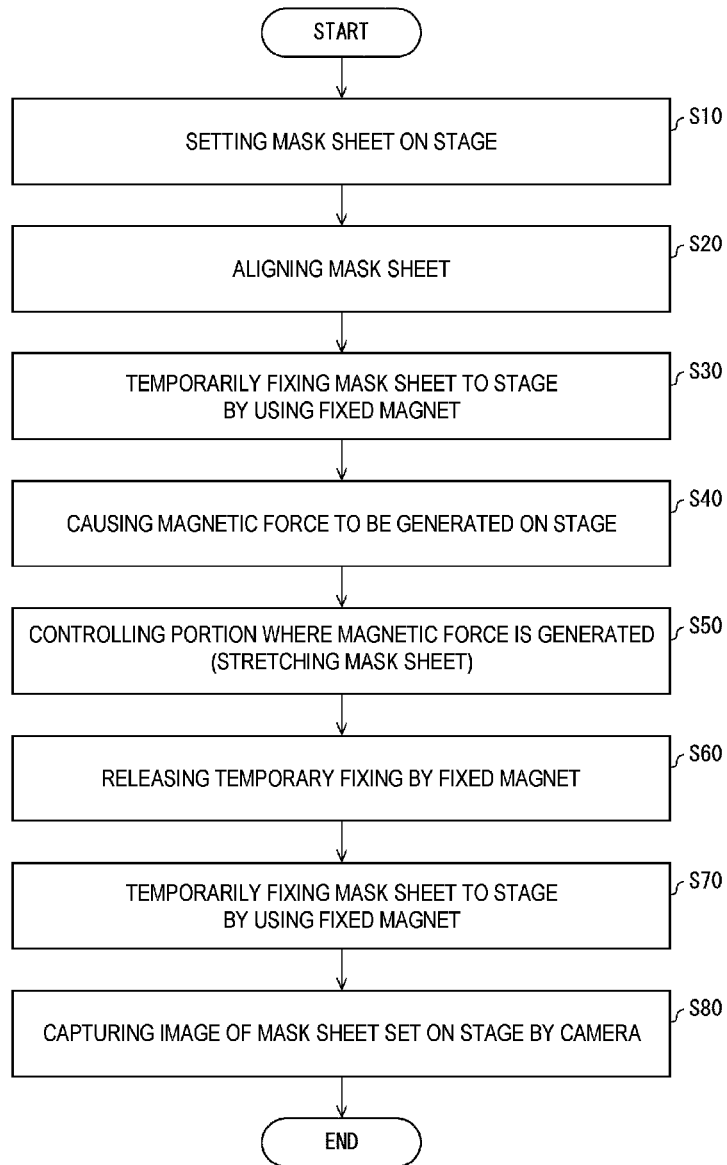 START
SETTING MASK SHEET ON STAGE
S10
ALIGNING MASK SHEET
S20
TEMPORARILY FIXING MASK SHEET TO STAGE
BY USING FIXED MAGNET
S30
CAUSING MAGNETIC FORCE TO BE GENERATED ON STAGE
S40
CONTROLLING PORTION WHERE MAGNETIC FORCE IS GENERATED
(STRETCHING MASK SHEET)
S50
RELEASING TEMPORARY FIXING BY FIXED MAGNET
S60
TEMPORARILY FIXING MASK SHEET TO STAGE
BY USING FIXED MAGNET
S70
CAPTURING IMAGE OF MASK SHEET SET ON STAGE BY CAMERA
S80
END